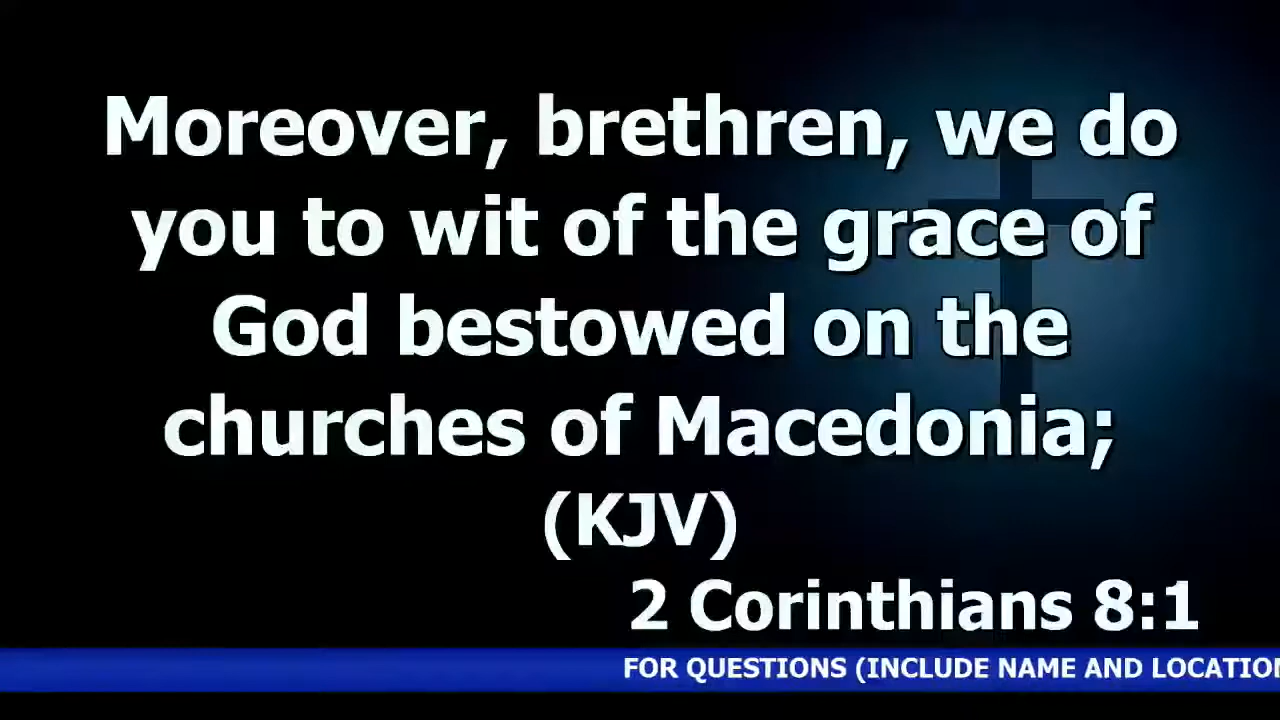 Moreover, brethren, we do
you to wit of the grace of
God bestowed on the
churches of Macedonia;
(KJV)
2 Corinthians 8:1
FOR QUESTIONS (INCLUDE NAME AND LOCATION